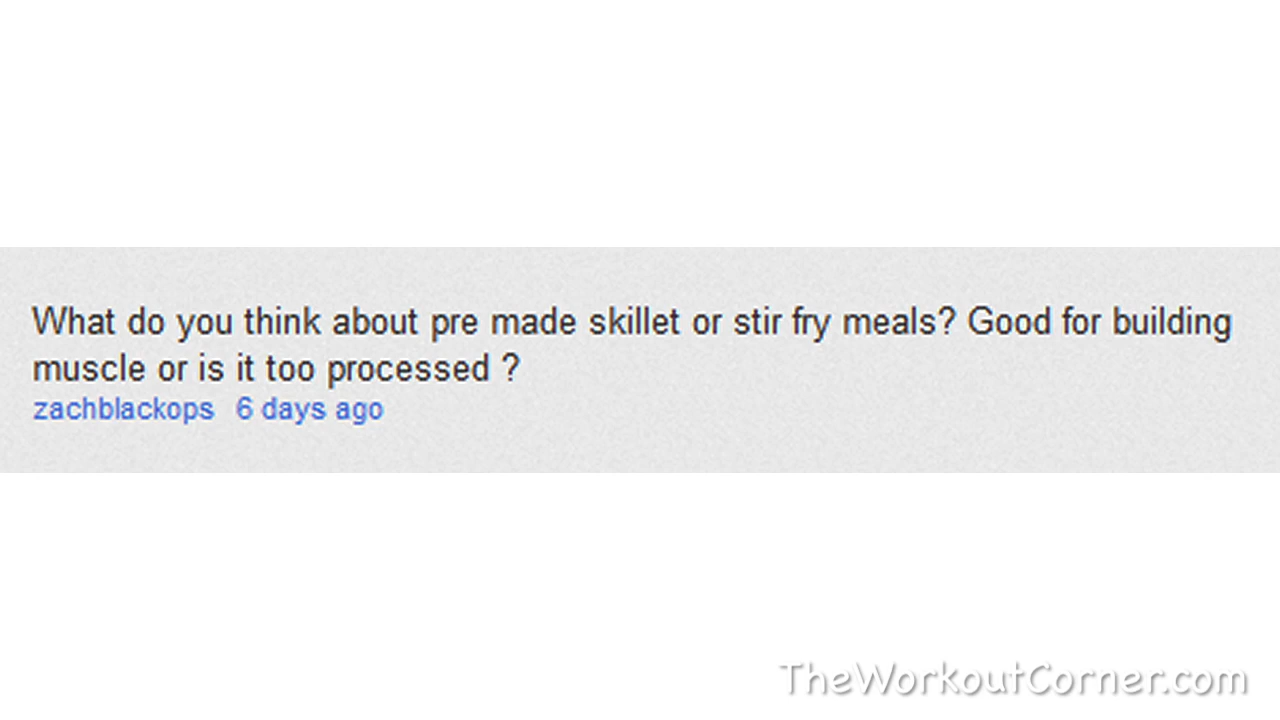 What do you think about pre made skillet or stir fry meals? Good for building
muscle or is it too processed ?
zachblackops 6 days ago
TheWorkoutCorner.com